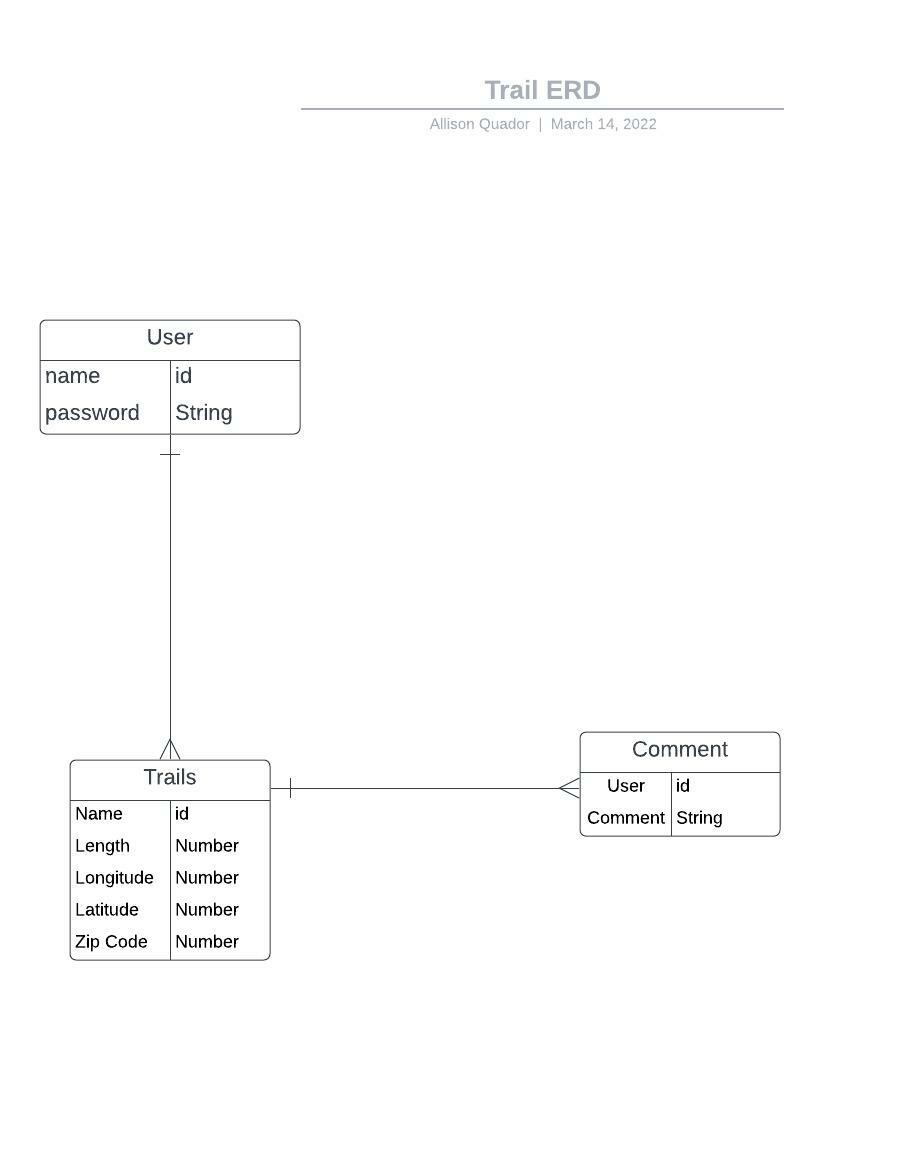 Trail ERD
Allison Quador | March 14, 2022
User
name id
password String
Trails
Name id
Length Number
Longitude Number
Latitude Number
Zip Code Number
Comment
User id
Comment String